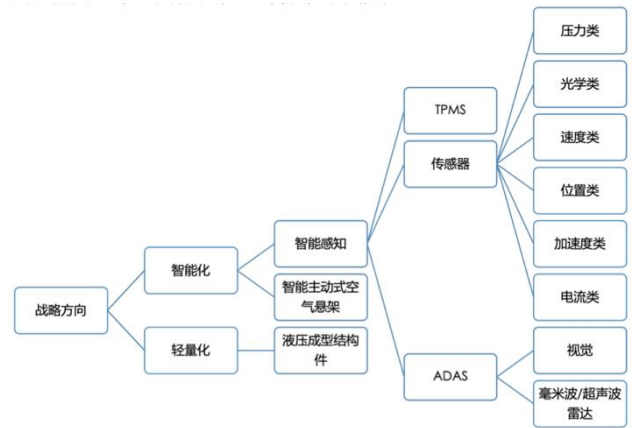 压力类
光学类
TPMS
速度类
传感器
位置类
智能感知
加速度类
智能化
智能主动式空
气悬架
电流类
战略方向
轻量化
液压成型结构
件
视觉
ADAS
毫米波/超声波
雷达